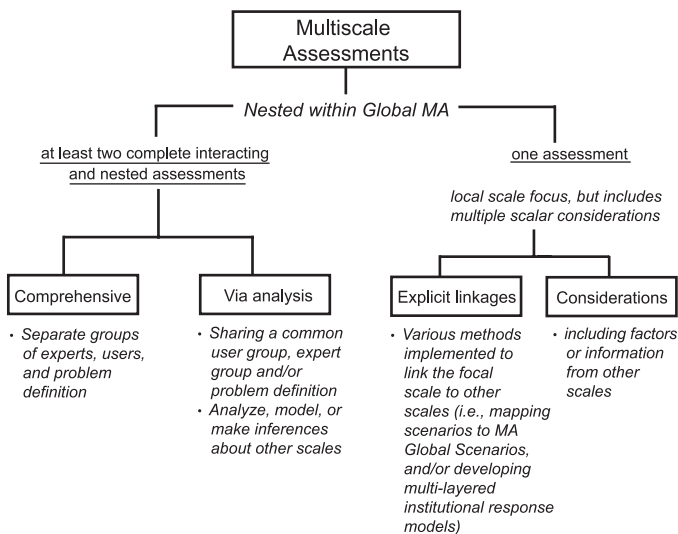 Multiscale
Assessments
Nested within Global MA
at least two complete interacting
and nested assessments
one assessment
local scale focus, but includes
multiple scalar considerations
Comprehensive
• Separate groups
of experts, users,
and problem
definition
Via analysis
• Sharing a common
user group, expert
group and/or
problem definition
• Analyze, model, or
make inferences
about other scales
Explicit linkages
• Various methods
implemented to
link the focal
scale to other
scales (i.e., mapping
scenarios to MA
Global Scenarios,
and/or developing
multi-layered
institutional response
models)
Considerations
• including factors
or information
from other
scales